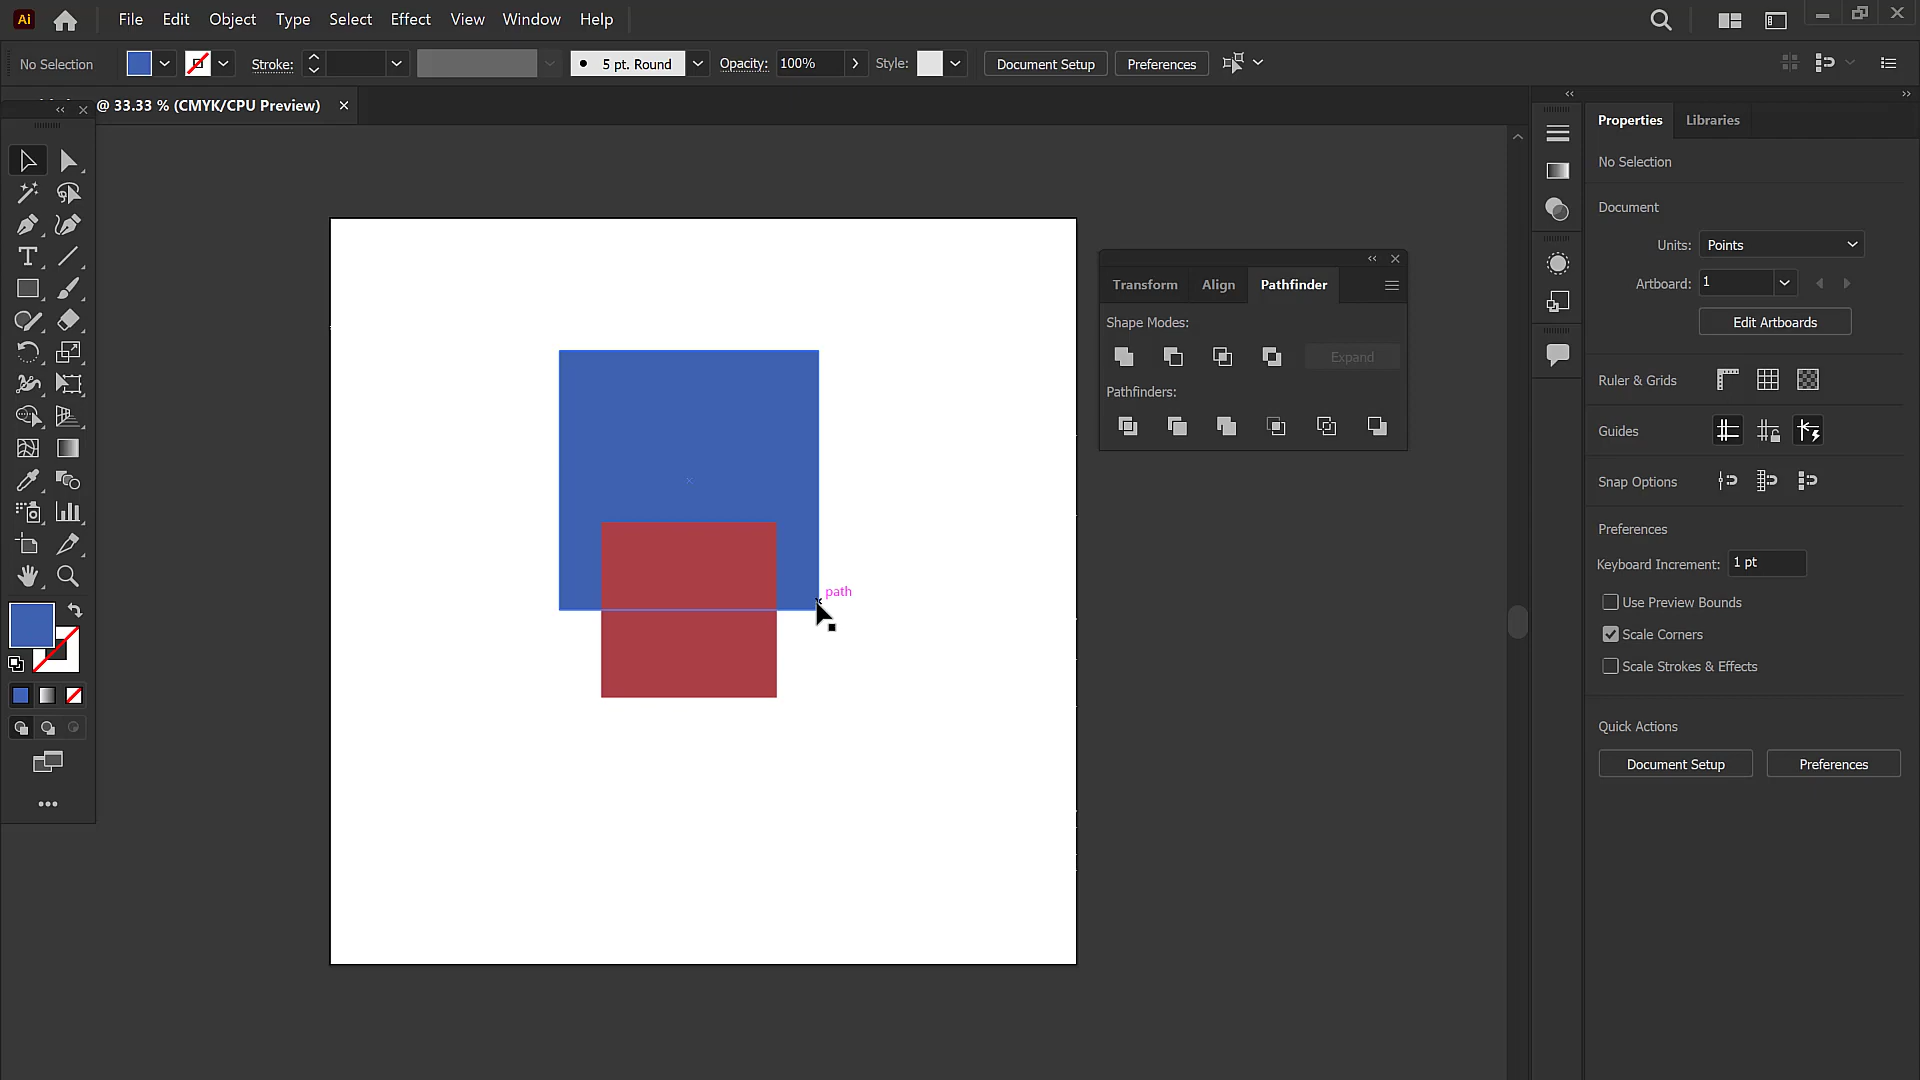 Ai File Edit Object Type Select Effect View Window Help
No Selection Stroke: 5 pt. Round Opacity: 100% Style: Document Setup Preferences
@ 33.33 % (CMYK/CPU Preview)
Properties Libraries
No Selection
Document
Units: Points
Artboard: 1
Edit Artboards
Ruler & Grids
Guides
Snap Options
Preferences
Keyboard Increment: 1 pt
Use Preview Bounds
Scale Corners
Scale Strokes & Effects
Quick Actions
Document Setup Preferences
Transform Align Pathfinder
Shape Modes:
Expand
Pathfinders:
path